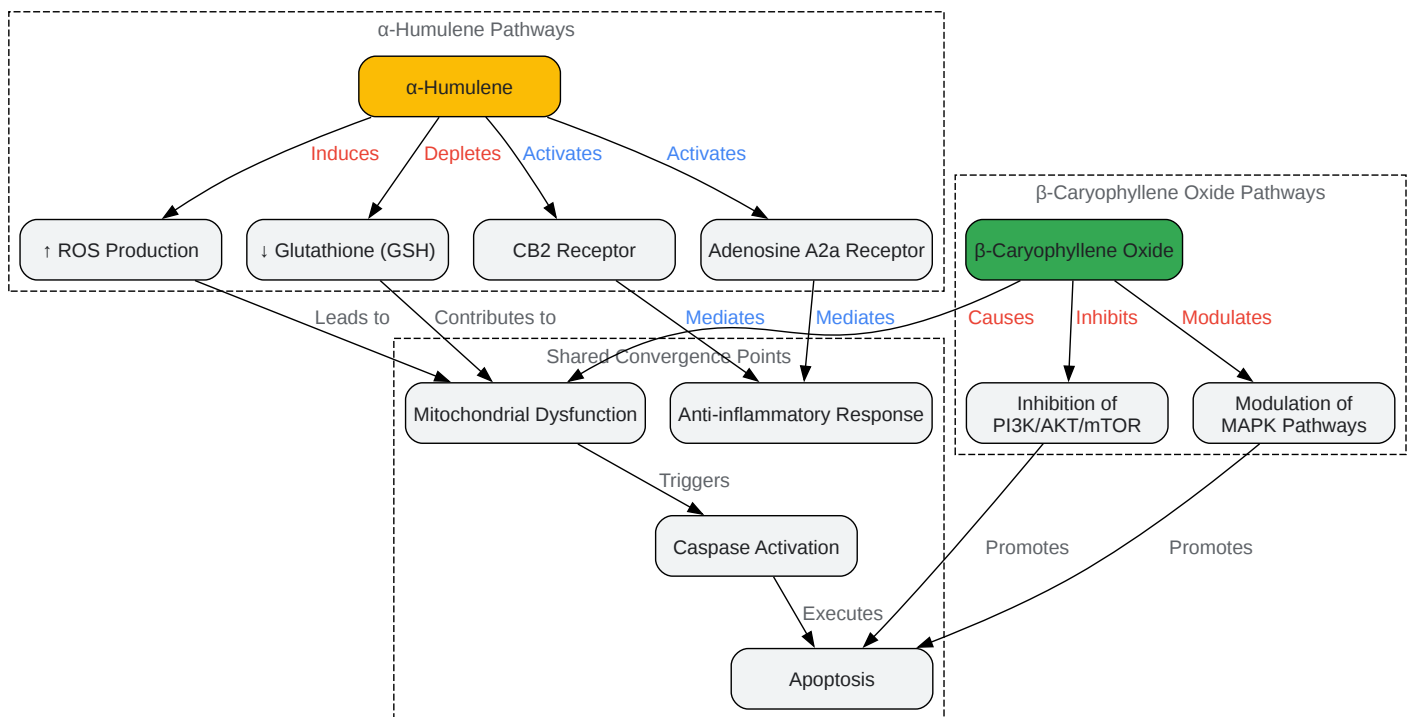 α-Humulene Pathways
α-Humulene
Induces
Depletes
Activates
Activates
β-Caryophyllene Oxide Pathways
↑ ROS Production
↓ Glutathione (GSH)
CB2 Receptor
Adenosine A2a Receptor
β-Caryophyllene Oxide
Leads to
Contributes to
Mediates
Mediates
Causes
Inhibits
Modulates
Shared Convergence Points
Mitochondrial Dysfunction
Anti-inflammatory Response
Inhibition of
PI3K/AKT/mTOR
Modulation of
MAPK Pathways
Triggers
Caspase Activation
Promotes
Promotes
Executes
Apoptosis